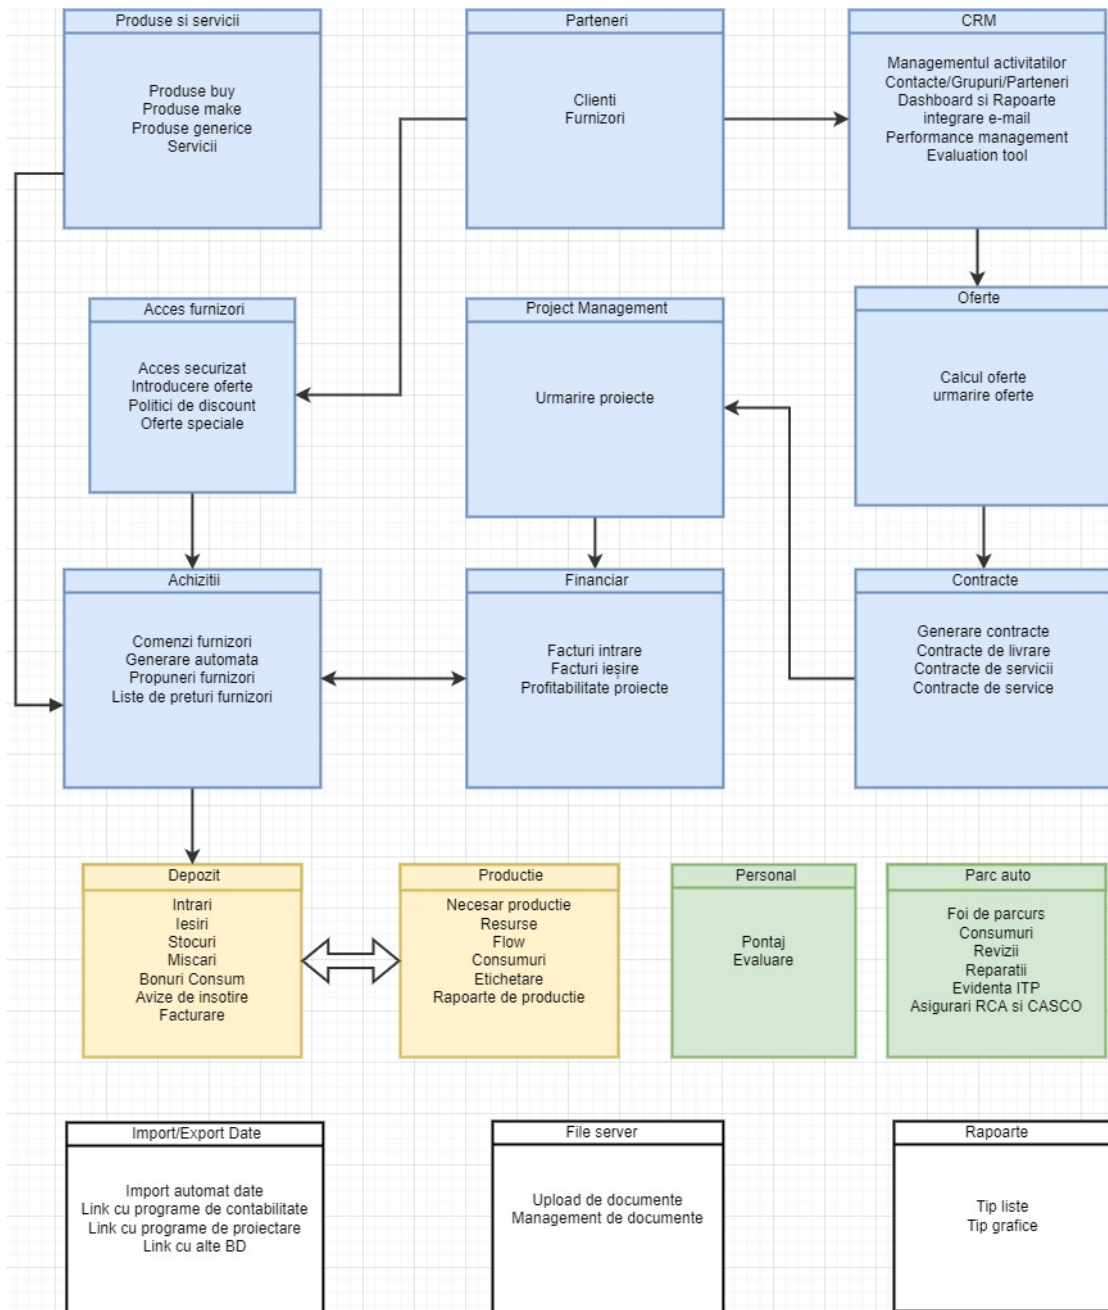 Produse si servicii
Produse buy
Produse make
Produse generice
Servicii
Parteneri
Clienti
Furnizori
CRM
Managementul activitatilor
Contacte/Grupuri/Parteneri
Dashboard si Rapoarte
integrare e-mail
Performance management
Evaluation tool
Acces furnizori
Acces securizat
Introducere oferte
Politici de discount
Oferte speciale
Project Management
Urmarire proiecte
Oferte
Calcul oferte
urmarire oferte
Achizitii
Comenzi furnizori
Generare automata
Propuneri furnizori
Liste de preturi furnizori
Financiar
Facturi intrare
Facturi ieșire
Profitabilitate proiecte
Contracte
Generare contracte
Contracte de livrare
Contracte de servicii
Contracte de service
Depozit
Intrari
Iesiri
Stocuri
Miscari
Bonuri Consum
Avize de insotire
Facturare
Productie
Necesar productie
Resurse
Flow
Consumuri
Etichetare
Rapoarte de productie
Personal
Pontaj
Evaluare
Parc auto
Foi de parcurs
Consumuri
Revizii
Reparatii
Evidenta ITP
Asigurari RCA si CASCO
Import/Export Date
Import automat date
Link cu programe de contabilitate
Link cu programe de proiectare
Link cu alte BD
File server
Upload de documente
Management de documente
Rapoarte
Tip liste
Tip grafice